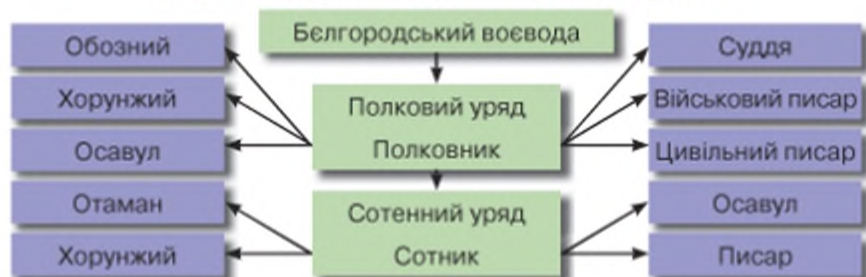 Бєлгородський воєвода
Обозний
Хорунжий
Осавул
Отаман
Хорунжий
Полковий уряд
Полковник
Сотенний уряд
Сотник
Суддя
Військовий писар
Цивільний писар
Осавул
Писар